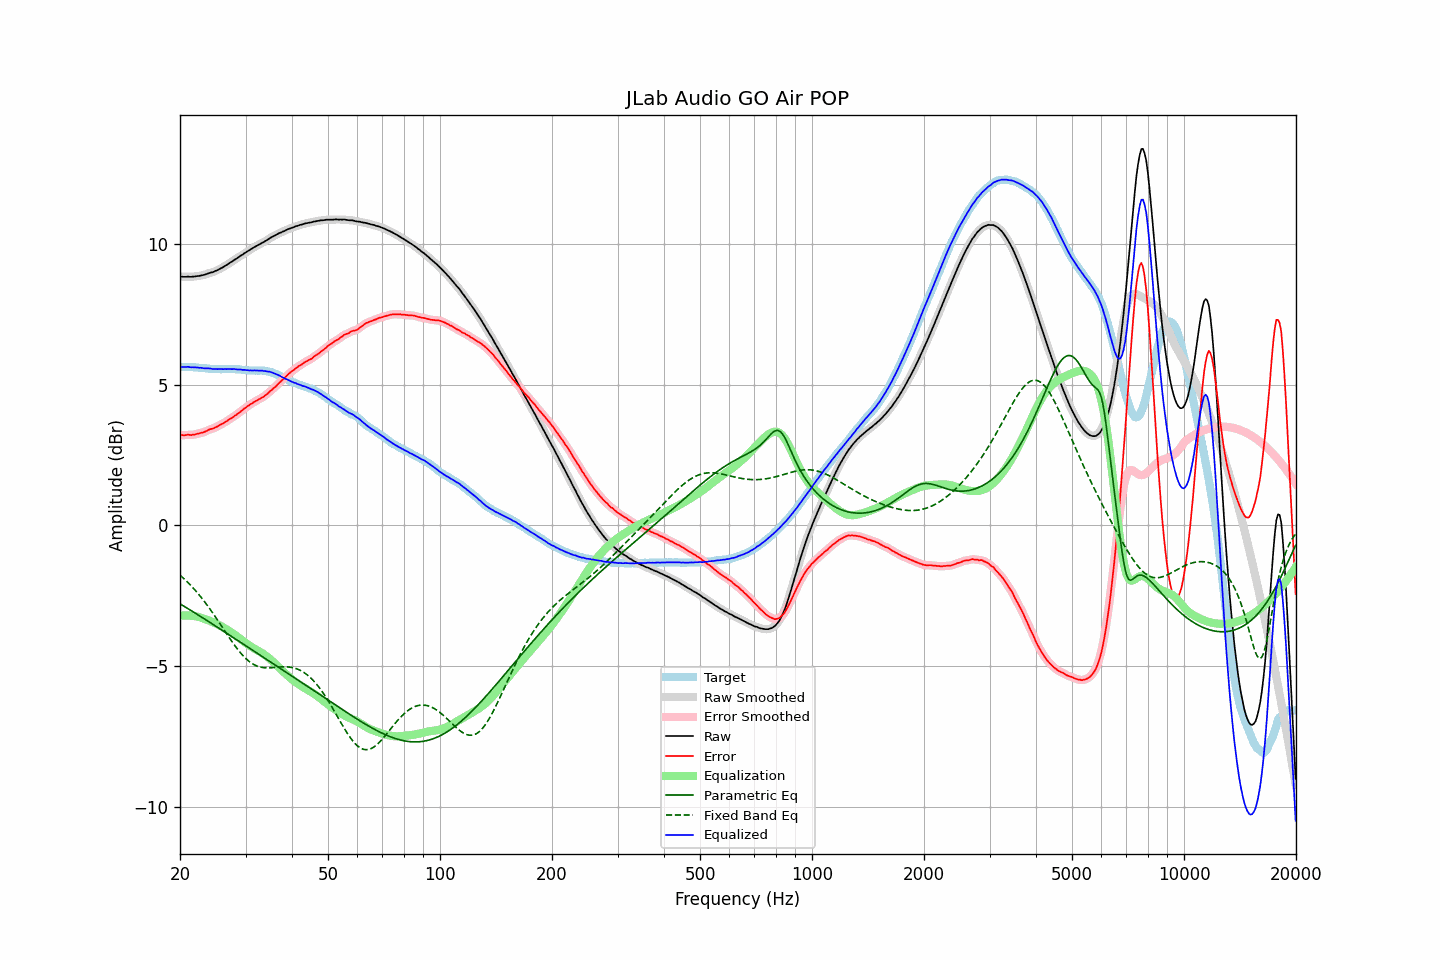 JLab Audio GO Air POP
Amplitude (dBr)
10
5
0
−5
−10
Target
Raw Smoothed
Error Smoothed
Raw
Error
Equalization
Parametric Eq
Fixed Band Eq
Equalized
20 50 100 200 500 1000 2000 5000 10000 20000
Frequency (Hz)